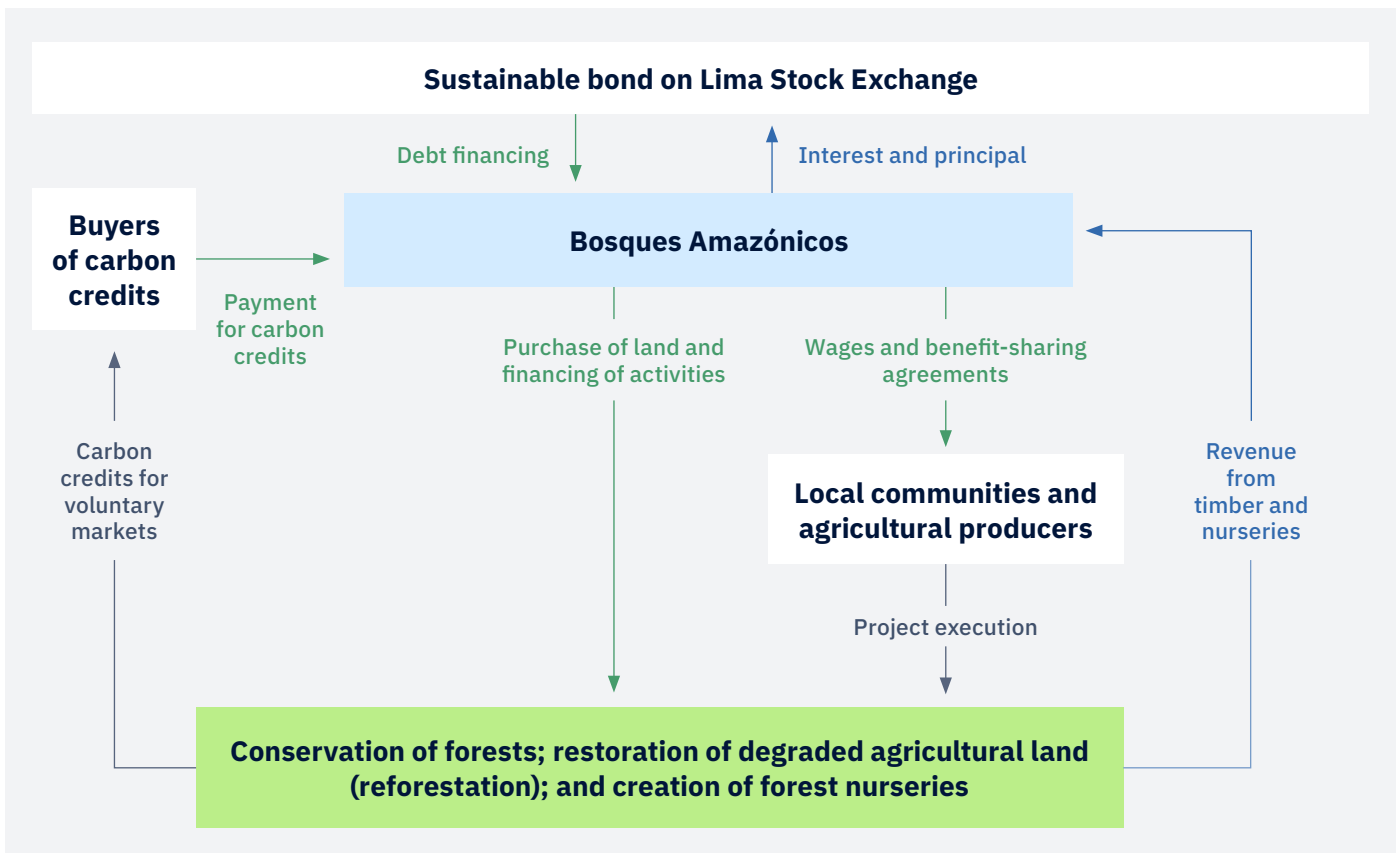 Sustainable bond on Lima Stock Exchange
Debt financing
Interest and principal
Buyers
of carbon
credits
Bosques Amazónicos
Payment
for carbon
credits
Purchase of land and
financing of activities
Wages and benefit-sharing
agreements
Carbon
credits for
voluntary
markets
Local communities and
agricultural producers
Revenue
from
timber and
nurseries
Project execution
Conservation of forests; restoration of degraded agricultural land
(reforestation); and creation of forest nurseries